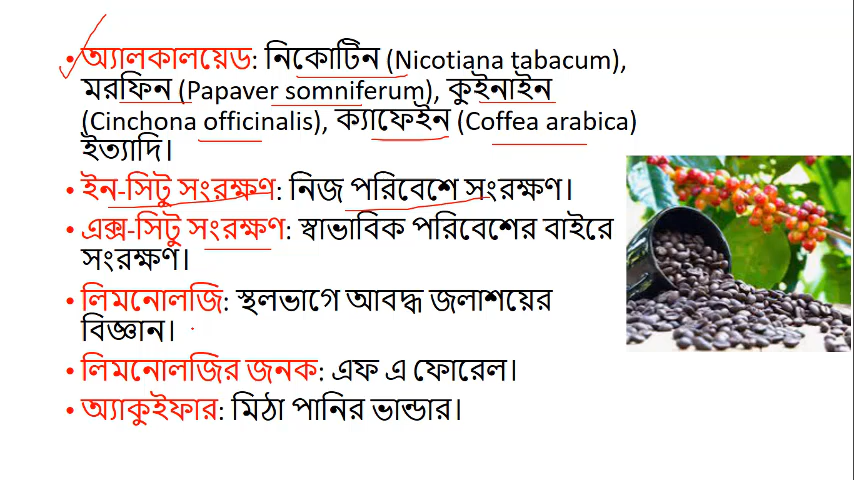 • অ্যালকালয়েড: নিকোটিন (Nicotiana tabacum),
মরফিন (Papaver somniferum), কুইনাইন
(Cinchona officinalis), ক্যাফেইন (Coffea arabica)
ইত্যাদি।
• ইন-সিটু সংরক্ষণ: নিজ পরিবেশে সংরক্ষণ।
• এক্স-সিটু সংরক্ষণ: স্বাভাবিক পরিবেশের বাইরে
সংরক্ষণ।
• লিমনোলজি: স্থলভাগে আবদ্ধ জলাশয়ের
বিজ্ঞান।
• লিমনোলজির জনক: এফ এ ফোরেল।
• অ্যাকুইফার: মিঠা পানির ভান্ডার।